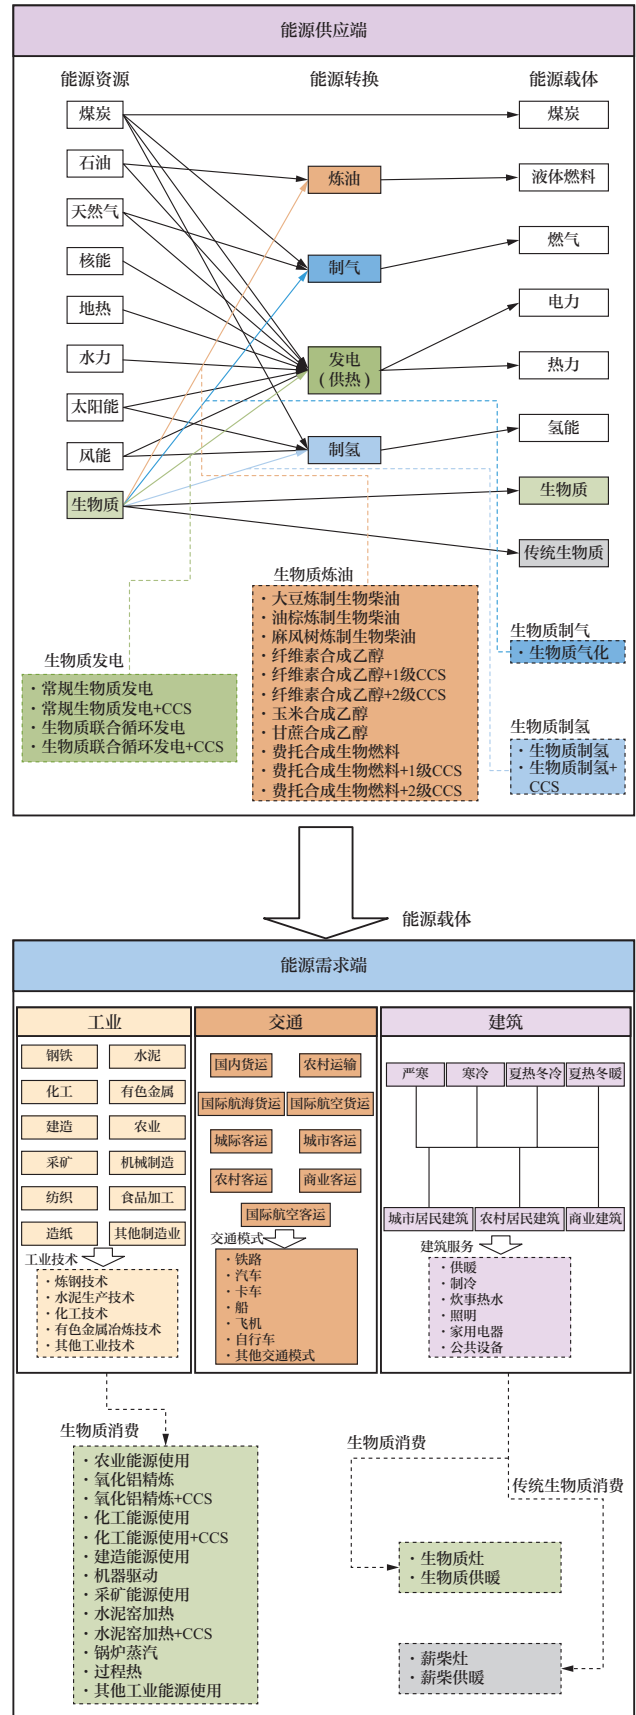 能源供应端
能源资源
能源转换
能源载体
煤炭
石油
天然气
核能
地热
水力
太阳能
风能
生物质
炼油
制气
发电
(供热)
制氢
煤炭
液体燃料
燃气
电力
热力
氢能
生物质
传统生物质
生物质发电
·常规生物质发电
·常规生物质发电+CCS
·生物质联合循环发电
·生物质联合循环发电+CCS
生物质炼油
·大豆炼制生物柴油
·油棕炼制生物柴油
·麻风树炼制生物柴油
·纤维素合成乙醇
·纤维素合成乙醇+1级CCS
·纤维素合成乙醇+2级CCS
·玉米合成乙醇
·甘蔗合成乙醇
·费托合成生物燃料
·费托合成生物燃料+1级CCS
·费托合成生物燃料+2级CCS
生物质制气
·生物质气化
生物质制氢
·生物质制氢
·生物质制氢+
CCS
能源载体
能源需求端
工业
钢铁 水泥
化工 有色金属
建造 农业
采矿 机械制造
纺织 食品加工
造纸 其他制造业
工业技术
·炼钢技术
·水泥生产技术
·化工技术
·有色金属冶炼技术
·其他工业技术
交通
国内货运 农村运输
国际航海货运 国际航空货运
城际客运 城市客运
农村客运 商业客运
国际航空客运
交通模式
·铁路
·汽车
·卡车
·船
·飞机
·自行车
·其他交通模式
建筑
严寒 寒冷 夏热冬冷 夏热冬暖
城市居民建筑 农村居民建筑 商业建筑
建筑服务
·供暖
·制冷
·炊事热水
·照明
·家用电器
·公共设备
生物质消费
·农业能源使用
·氧化铝精炼
·氧化铝精炼+CCS
·化工能源使用
·化工能源使用+CCS
·建造能源使用
·机器驱动
·采矿能源使用
·水泥窑加热
·水泥窑加热+CCS
·锅炉蒸汽
·过程热
·其他工业能源使用
生物质消费
·生物质灶
·生物质供暖
传统生物质消费
·薪柴灶
·薪柴供暖